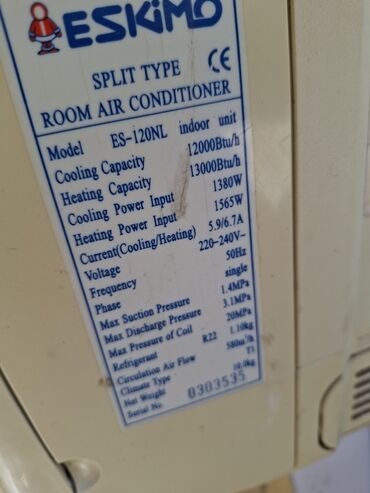 ESKIMO
SPLIT TYPE CE
ROOM AIR CONDITIONER
Model ES-120NL indoor unit
Cooling Capacity 12000Btu/h
Heating Capacity 13000Btu/h
Cooling Power Input 1380W
Heating Power Input 1565W
Current(Cooling/Heating) 5.9/6.7A
Voltage 220-240V~
Frequency 50Hz
Phase single
Max Suction Pressure 1.4MPa
Max Discharge Pressure 3.1MPa
Max Pressure of Coil 20MPa
Refrigerant R22 1.10kg
Circulation Air Flow 580m³/h
Climate Type T1
Net Weight 10.0kg
Serial No. 0303535